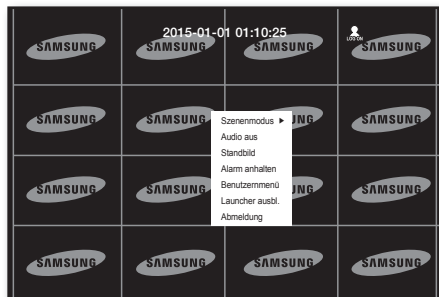 2015-01-01 01:10:25
LOG ON
SAMSUNG SAMSUNG SAMSUNG SAMSUNG
SAMSUNG SAMSUNG SAMSUNG SAMSUNG
Szenenmodus
Audio aus
Standbild
Alarm anhalten
Benutzernmenü
Launcher ausbl.
Abmeldung
SAMSUNG SAMSUNG SAMSUNG SAMSUNG
SAMSUNG SAMSUNG SAMSUNG SAMSUNG